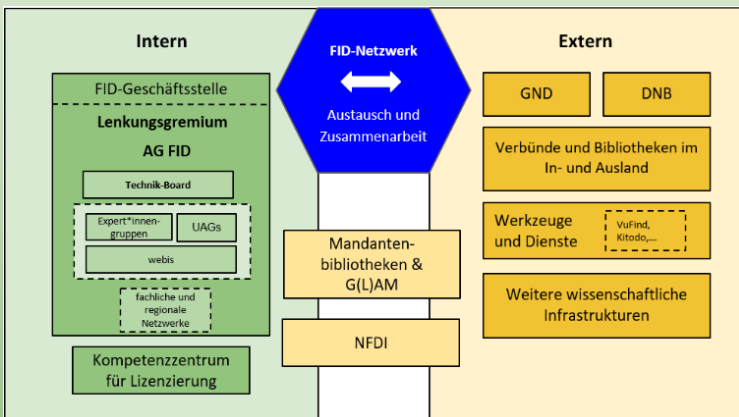 Intern
FID-Geschäftsstelle
Lenkungsgremium
AG FID
Technik-Board
Expert*innen-
gruppen
UAGs
webis
fachliche und
regionale
Netzwerke
Kompetenzzentrum
für Lizenzierung
FID-Netzwerk
Austausch und
Zusammenarbeit
Mandanten-
bibliotheken &
G(L)AM
NFDI
Extern
GND
DNB
Verbünde und Bibliotheken im
In- und Ausland
Werkzeuge
und Dienste
VuFind,
Kitodo,...
Weitere wissenschaftliche
Infrastrukturen